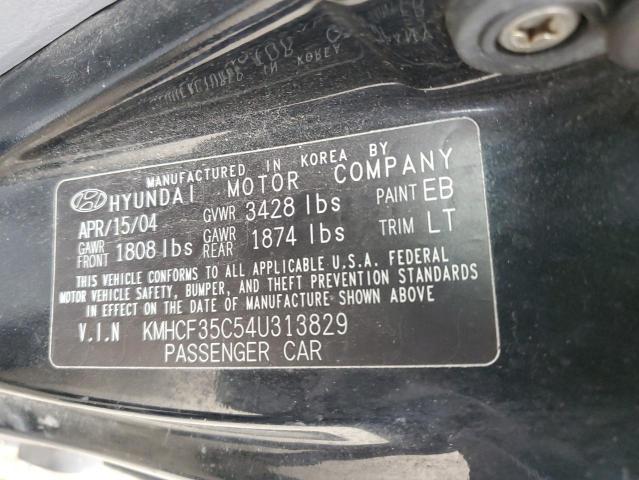 MANUFACTURED IN KOREA BY
HYUNDAI MOTOR COMPANY
APR/15/04 GVWR 3428 lbs PAINT EB
GAWR FRONT 1808 lbs GAWR REAR 1874 lbs TRIM LT
THIS VEHICLE CONFORMS TO ALL APPLICABLE U.S.A. FEDERAL
MOTOR VEHICLE SAFETY, BUMPER, AND THEFT PREVENTION STANDARDS
IN EFFECT ON THE DATE OF MANUFACTURE SHOWN ABOVE
V.I.N KMHCF35C54U313829
PASSENGER CAR